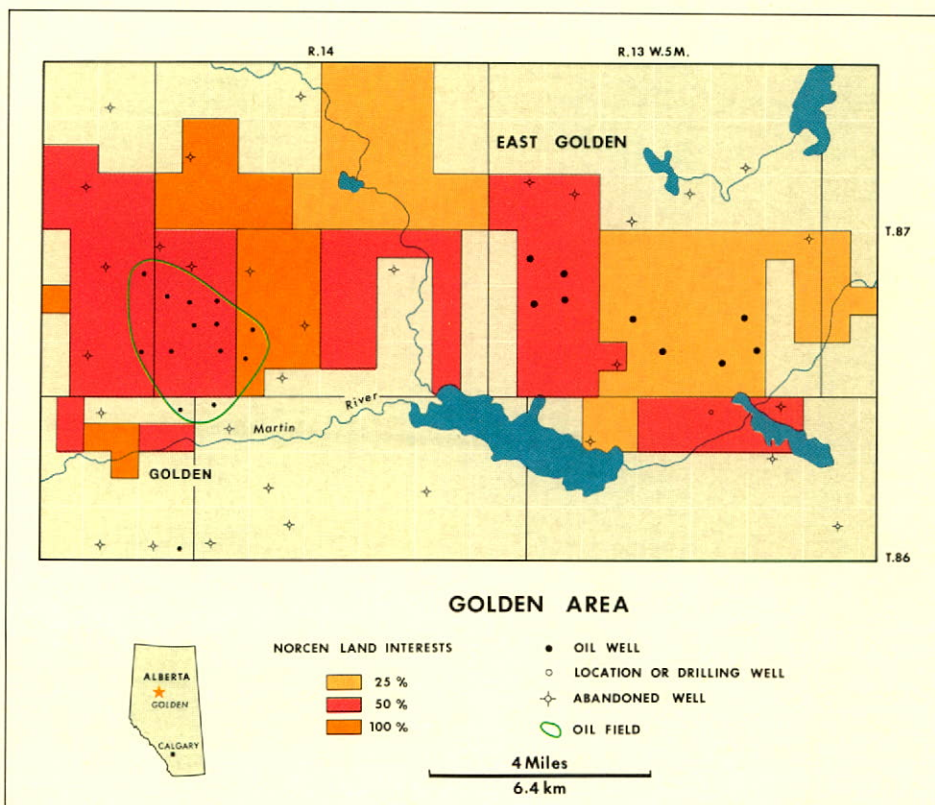 R.14
R.13 W.5M.
EAST GOLDEN
T.87
River
Martin
GOLDEN
T.86
GOLDEN AREA
NORCEN LAND INTERESTS
25 %
50 %
100 %
OIL WELL
LOCATION OR DRILLING WELL
ABANDONED WELL
OIL FIELD
ALBERTA
GOLDEN
CALGARY
4 Miles
6.4 km